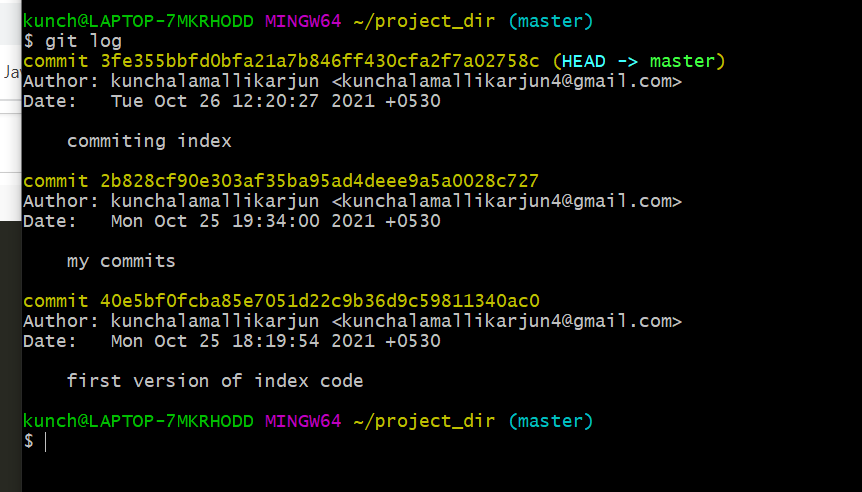 Ja
kunch@LAPTOP-7MKRHODD MINGW64 ~/project_dir (master)
$ git log
commit 3fe355bbfd0bfa21a7b846ff430cfa2f7a02758c (HEAD -> master)
Author: kunchalamallikarjun <kunchalamallikarjun4@gmail.com>
Date:   Tue Oct 26 12:20:27 2021 +0530
    commiting index
commit 2b828cf90e303af35ba95ad4deee9a5a0028c727
Author: kunchalamallikarjun <kunchalamallikarjun4@gmail.com>
Date:   Mon Oct 25 19:34:00 2021 +0530
    my commits
commit 40e5bf0fcba85e7051d22c9b36d9c59811340ac0
Author: kunchalamallikarjun <kunchalamallikarjun4@gmail.com>
Date:   Mon Oct 25 18:19:54 2021 +0530
    first version of index code
kunch@LAPTOP-7MKRHODD MINGW64 ~/project_dir (master)
$